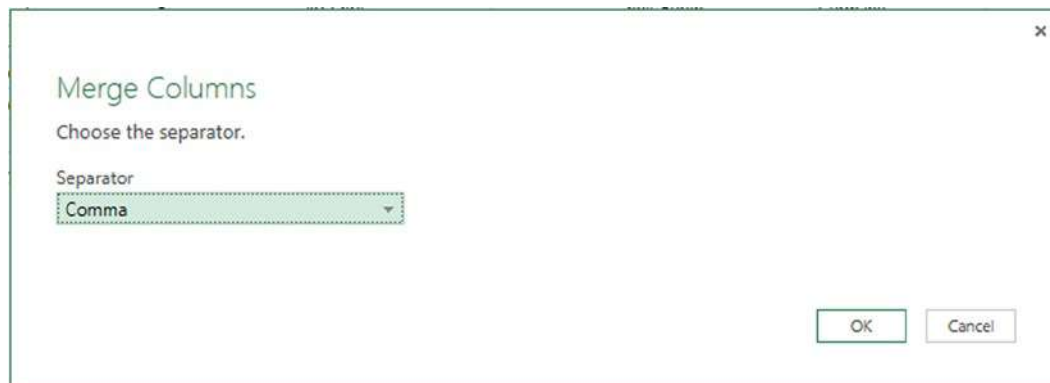 Merge Columns
Choose the separator.
Separator
Comma
OK
Cancel